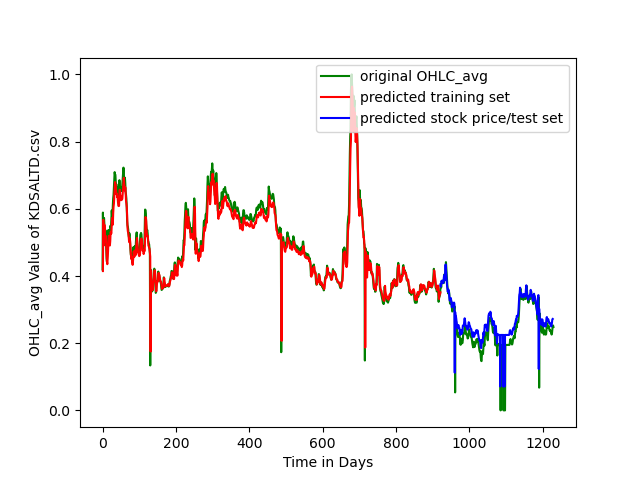 original OHLC_avg
predicted training set
predicted stock price/test set
OHLC_avg Value of KDSALTD.csv
1.0
0.8
0.6
0.4
0.2
0.0
0 200 400 600 800 1000 1200
Time in Days